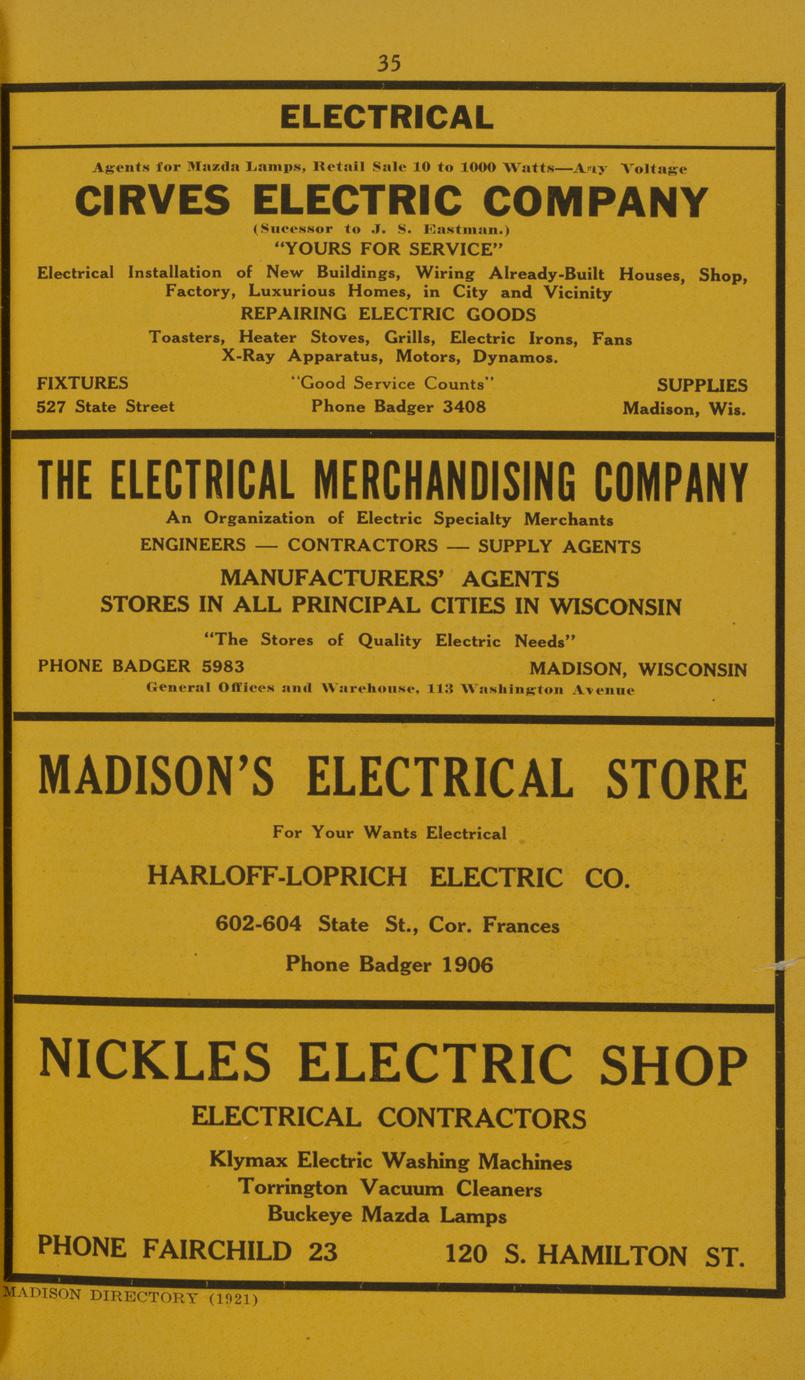 35
ELECTRICAL
Agents for Mazda Lamps, Retail Sale 10 to 1000 Watts—Any Voltage
CIRVES ELECTRIC COMPANY
(Sucessor to J. S. Eastman.)
"YOURS FOR SERVICE"
Electrical Installation of New Buildings, Wiring Already-Built Houses, Shop,
Factory, Luxurious Homes, in City and Vicinity
REPAIRING ELECTRIC GOODS
Toasters, Heater Stoves, Grills, Electric Irons, Fans
X-Ray Apparatus, Motors, Dynamos.
FIXTURES "Good Service Counts" SUPPLIES
527 State Street Phone Badger 3408 Madison, Wis.
THE ELECTRICAL MERCHANDISING COMPANY
An Organization of Electric Specialty Merchants
ENGINEERS — CONTRACTORS — SUPPLY AGENTS
MANUFACTURERS' AGENTS
STORES IN ALL PRINCIPAL CITIES IN WISCONSIN
"The Stores of Quality Electric Needs"
PHONE BADGER 5983 MADISON, WISCONSIN
General Offices and Warehouse, 113 Washington Avenue
MADISON'S ELECTRICAL STORE
For Your Wants Electrical
HARLOFF-LOPRICH ELECTRIC CO.
602-604 State St., Cor. Frances
Phone Badger 1906
NICKLES ELECTRIC SHOP
ELECTRICAL CONTRACTORS
Klymax Electric Washing Machines
Torrington Vacuum Cleaners
Buckeye Mazda Lamps
PHONE FAIRCHILD 23 120 S. HAMILTON ST.
MADISON DIRECTORY (1921)